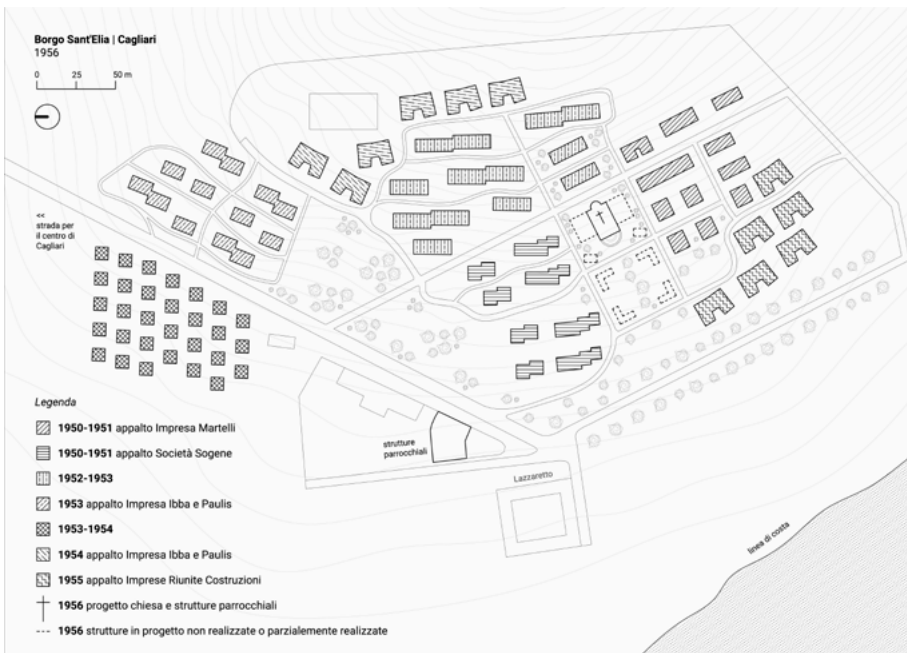 Borgo Sant'Elia | Cagliari
1956
0 25 50 m
<<
strada per
il centro di
Cagliari
strutture
parrocchiali
Lazzaretto
linea di costa
Legenda
1950-1951 appalto Impresa Martelli
1950-1951 appalto Società Sogene
1952-1953
1953 appalto Impresa Ibba e Paulis
1953-1954
1954 appalto Impresa Ibba e Paulis
1955 appalto Imprese Riunite Costruzioni
1956 progetto chiesa e strutture parrocchiali
1956 strutture in progetto non realizzate o parzialemente realizzate